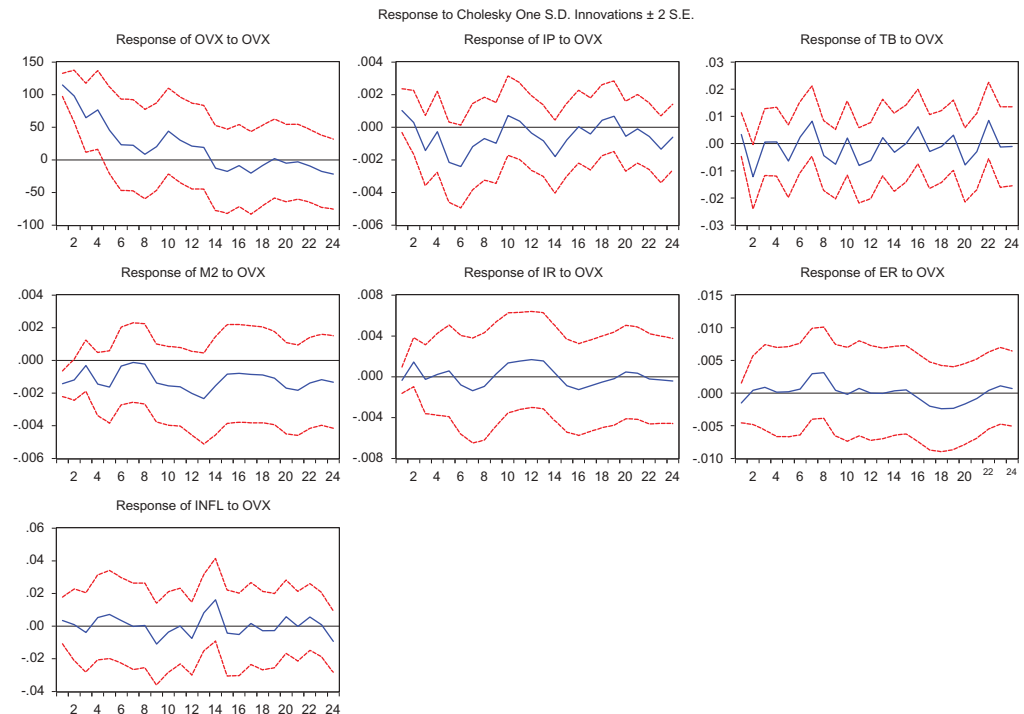 Response to Cholesky One S.D. Innovations ± 2 S.E.
Response of OVX to OVX
150
100
50
0
-50
-100
2 4 6 8 10 12 14 16 18 20 22 24
Response of IP to OVX
.004
.002
.000
-.002
-.004
-.006
2 4 6 8 10 12 14 16 18 20 22 24
Response of TB to OVX
.03
.02
.01
.00
-.01
-.02
-.03
2 4 6 8 10 12 14 16 18 20 22 24
Response of M2 to OVX
.004
.002
.000
-.002
-.004
-.006
2 4 6 8 10 12 14 16 18 20 22 24
Response of IR to OVX
.008
.004
.000
-.004
-.008
2 4 6 8 10 12 14 16 18 20 22 24
Response of ER to OVX
.015
.010
.005
.000
-.005
-.010
2 4 6 8 10 12 14 16 18 20 22 24
Response of INFL to OVX
.06
.04
.02
.00
-.02
-.04
2 4 6 8 10 12 14 16 18 20 22 24